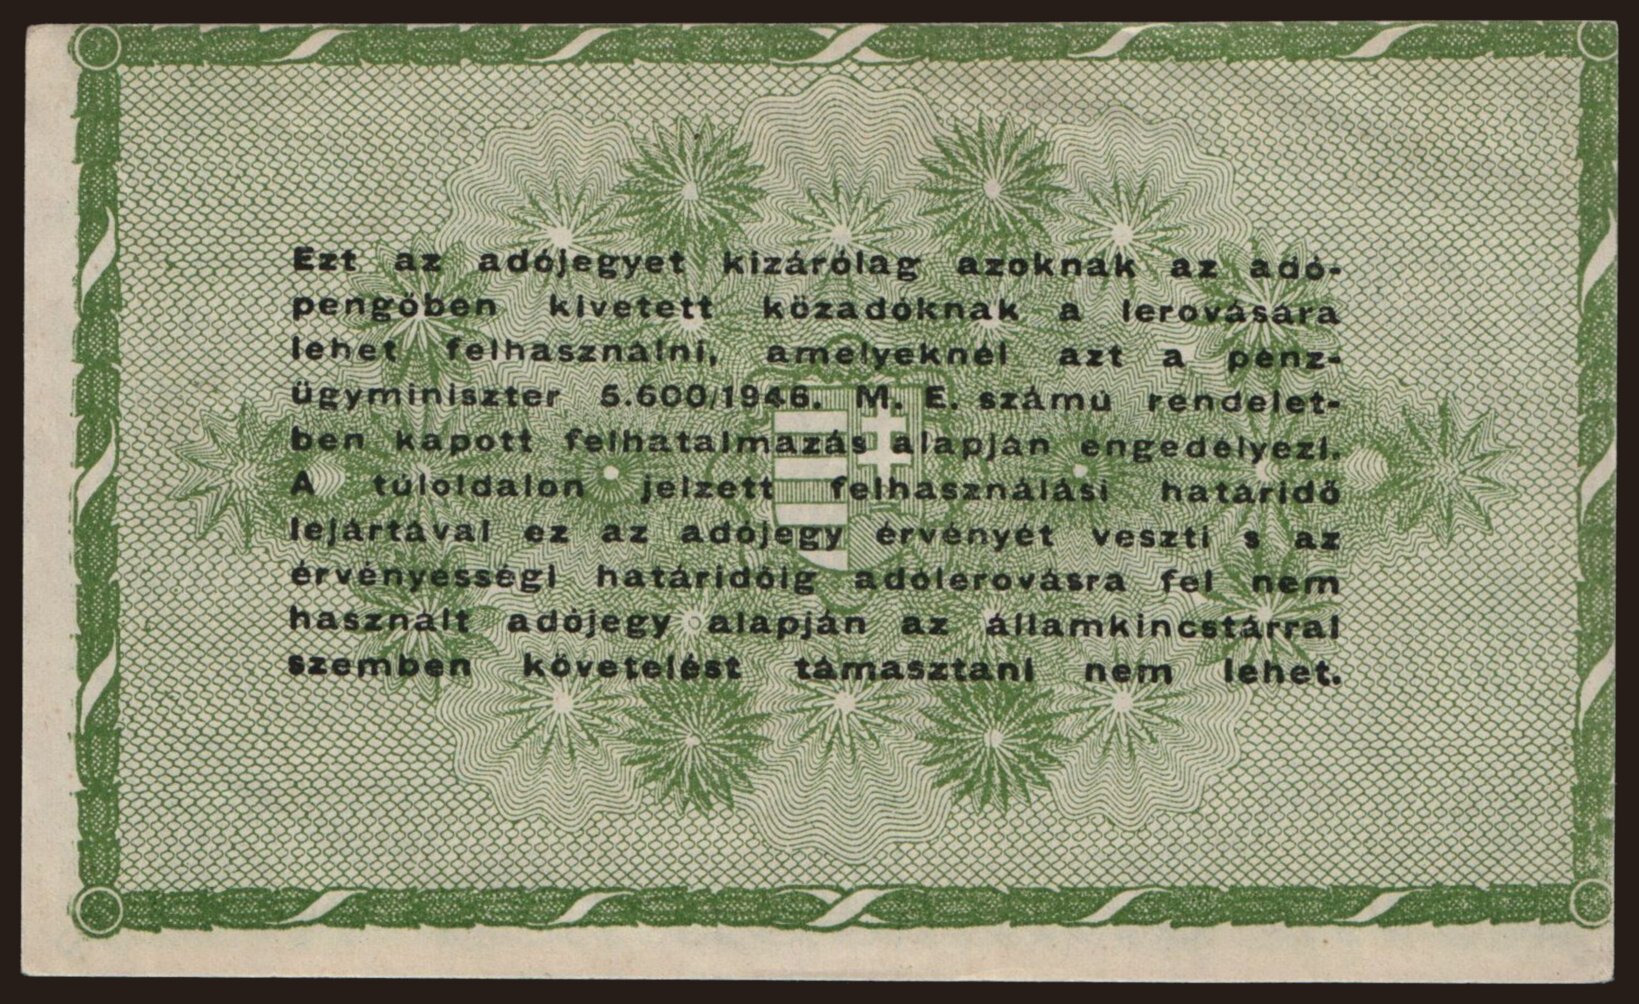 Ezt az adójegyet kizárólag azoknak az adó-
pengőben kivetett közadóknak a lerovására
lehet felhasználni, amelyeknél azt a pénz-
ügyminiszter 5.600/1946. M. E. számú rendelet-
ben kapott felhatalmazás alapján engedélyezi.
A túloldalon jelzett felhasználási határidő
lejártával ez az adójegy érvényét veszti s az
érvényességi határidőig adólerovásra fel nem
használt adójegy alapján az államkincstárral
szemben követelést támasztani nem lehet.